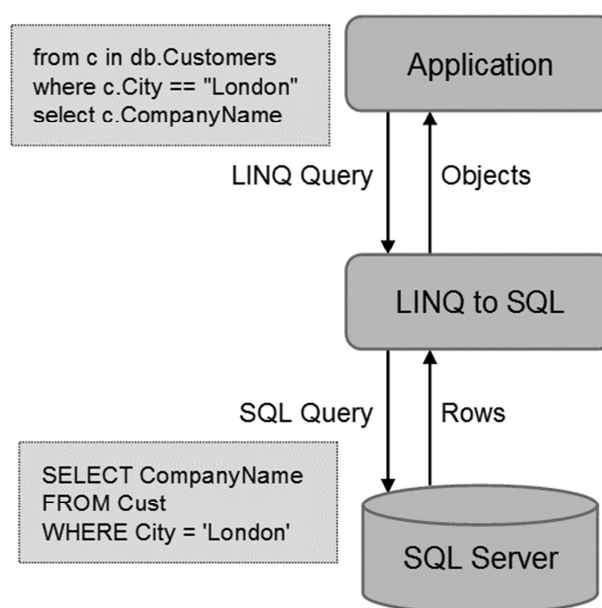 from c in db.Customers
where c.City == "London"
select c.CompanyName
Application
LINQ Query
Objects
LINQ to SQL
SQL Query
Rows
SELECT CompanyName
FROM Cust
WHERE City = 'London'
SQL Server